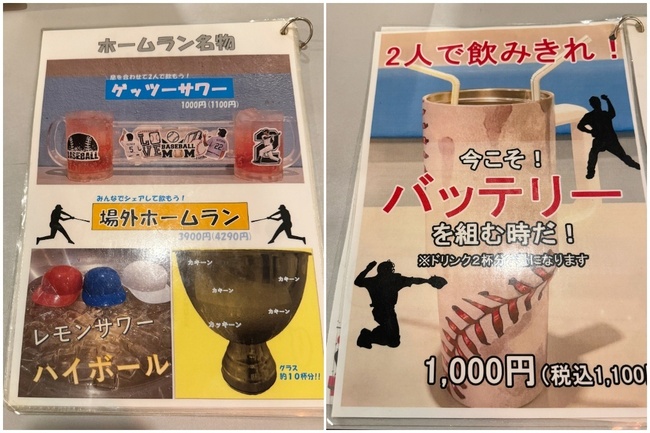 ホームラン名物
息を合わせて2人で飲もう！
ゲッツーサワー
1000円(1100円)
BASEBALL
LOVE
BASEBALL
MOM
22
みんなでシェアして飲もう！
場外ホームラン
3900円(4290円)
レモンサワー
ハイボール
カキーン
カキーン
カキーン
カキーン
カッキーン
グラス
約10杯分!!
2人で飲みきれ！
今こそ！
バッテリー
を組む時だ！
※ドリンク2杯分
になります
1,000円(税込1,100